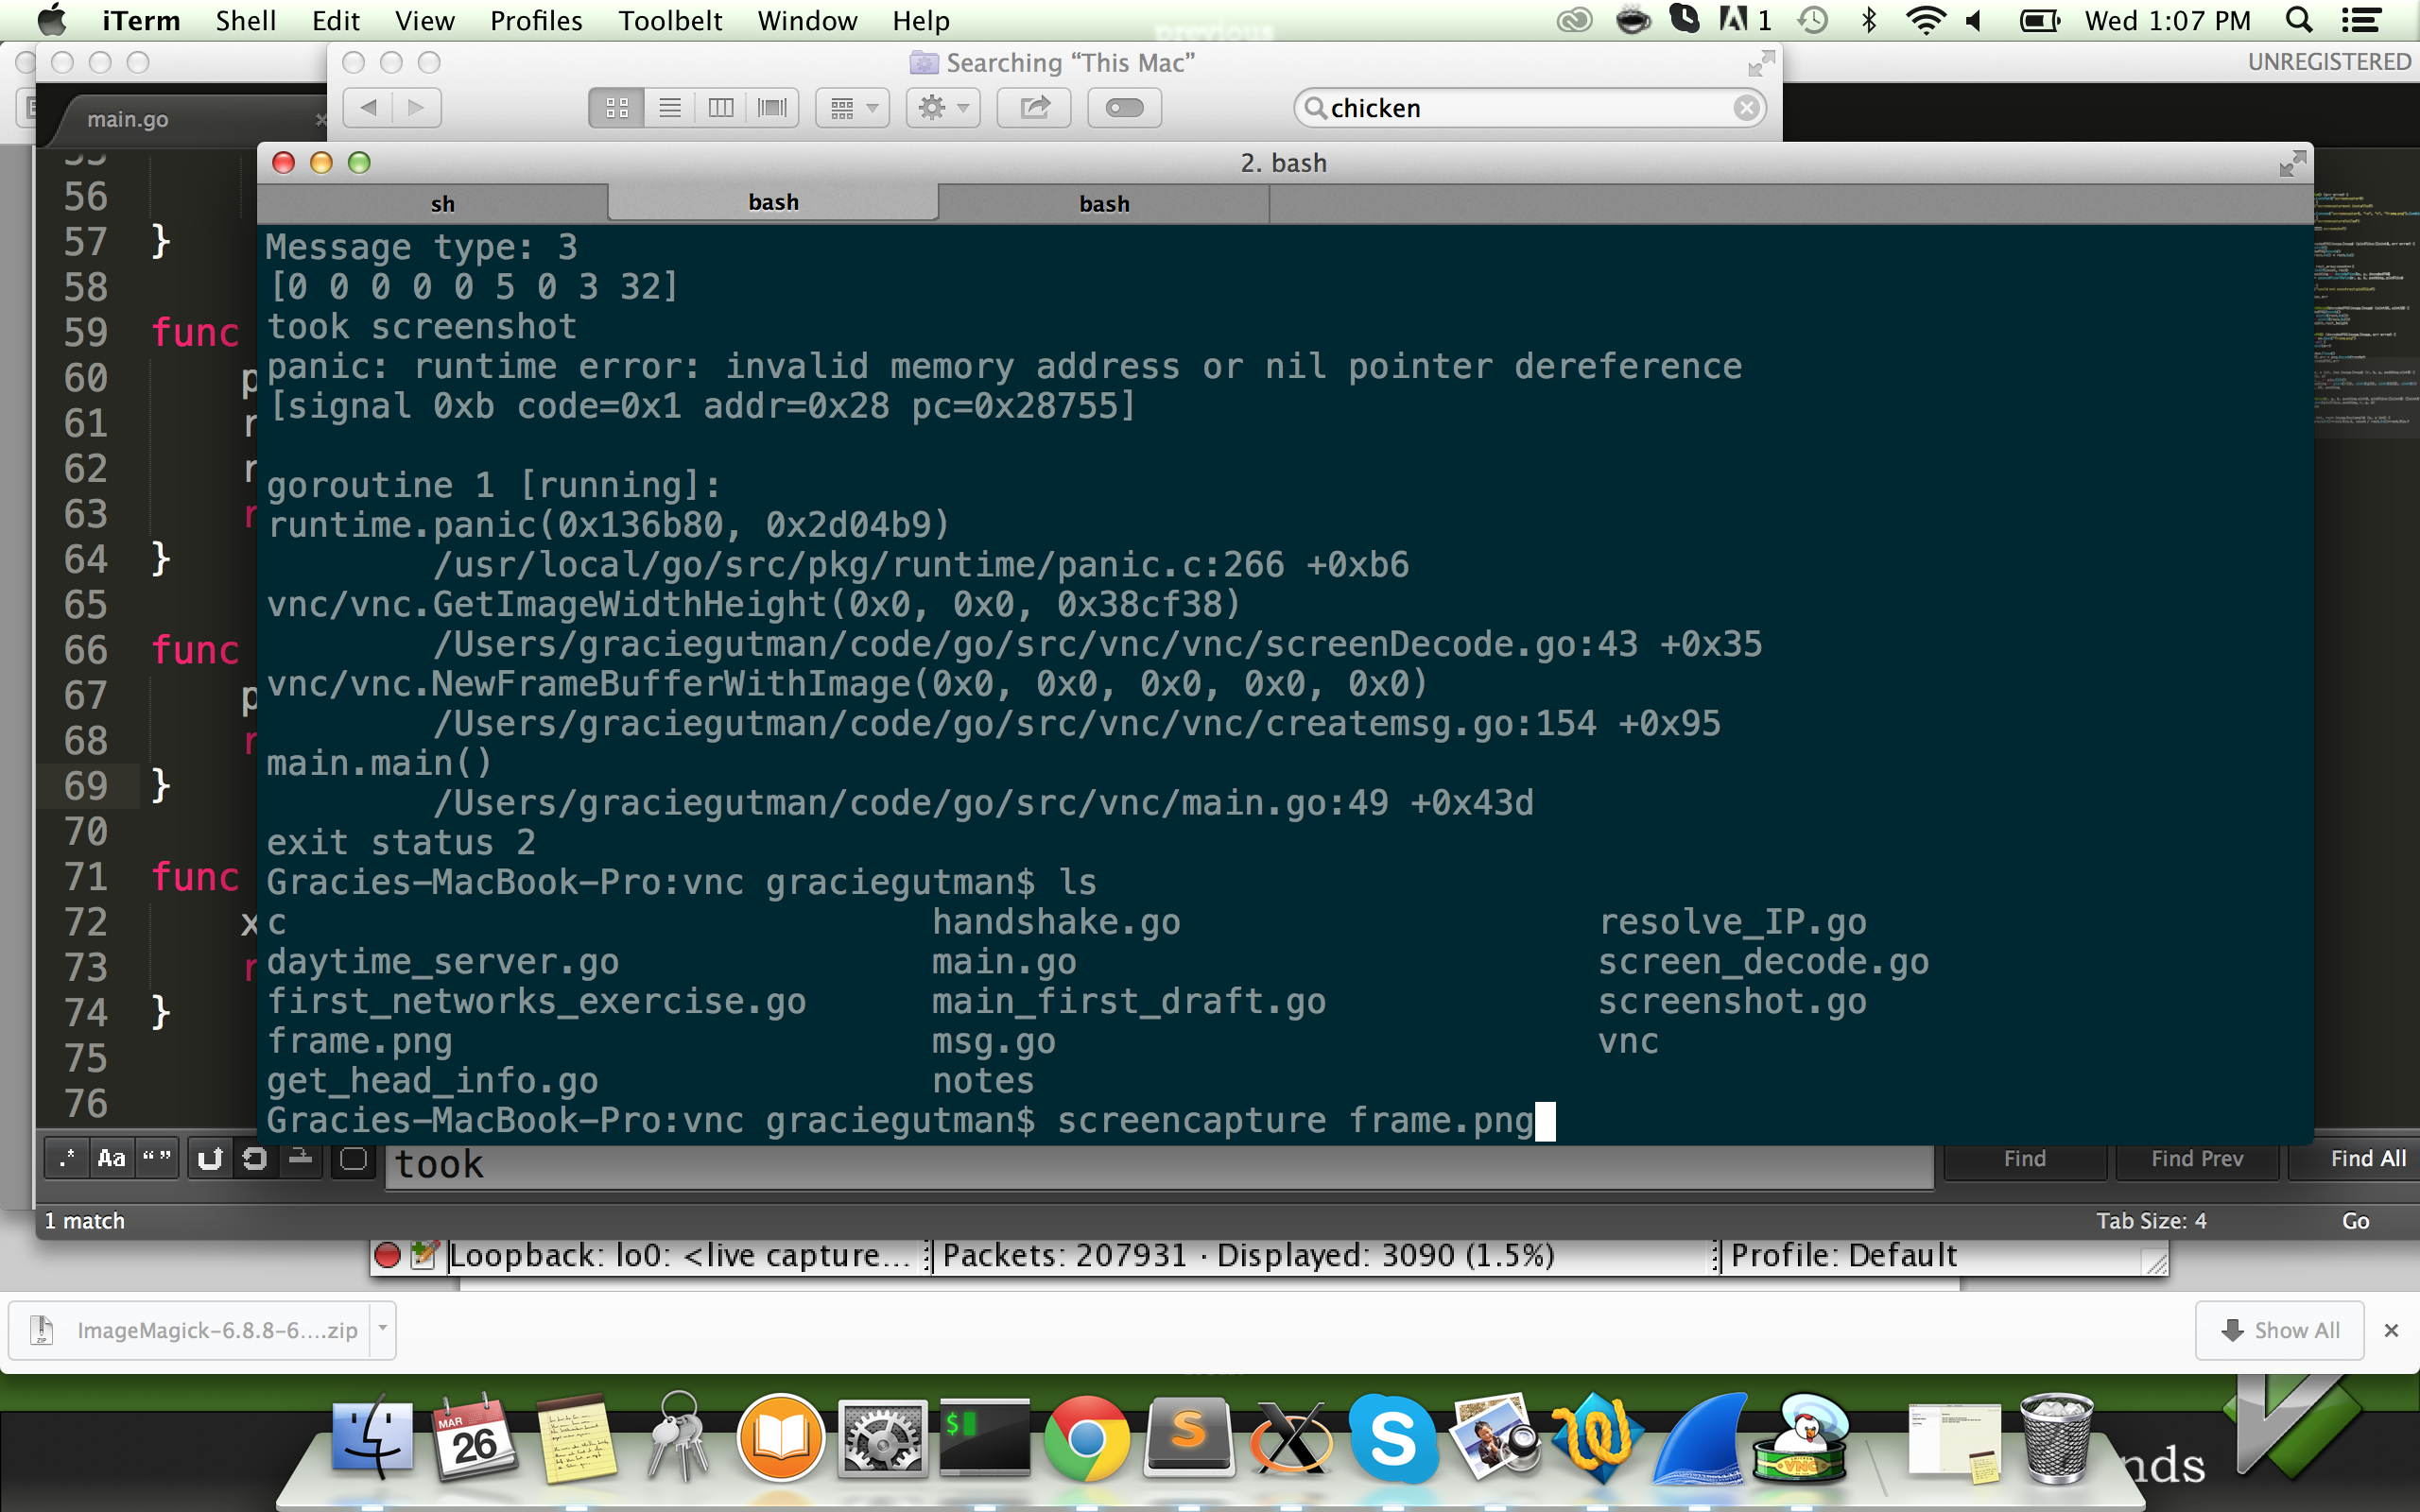 iTerm Shell Edit View Profiles Toolbelt Window Help 1 Wed 1:07 PM
previous
Searching “This Mac”
UNREGISTERED
main.go
chicken
2. bash
sh bash bash
55
56
57 }
58
59 func
60 p
61 r
62 r
63 r
64 }
65
66 func
67 p
68 r
69 }
70
71 func
72 x
73 r
74 }
75
76
Message type: 3
[0 0 0 0 0 5 0 3 32]
took screenshot
panic: runtime error: invalid memory address or nil pointer dereference
[signal 0xb code=0x1 addr=0x28 pc=0x28755]
goroutine 1 [running]:
runtime.panic(0x136b80, 0x2d04b9)
/usr/local/go/src/pkg/runtime/panic.c:266 +0xb6
vnc/vnc.GetImageWidthHeight(0x0, 0x0, 0x38cf38)
/Users/graciegutman/code/go/src/vnc/vnc/screenDecode.go:43 +0x35
vnc/vnc.NewFrameBufferWithImage(0x0, 0x0, 0x0, 0x0, 0x0)
/Users/graciegutman/code/go/src/vnc/vnc/createmsg.go:154 +0x95
main.main()
/Users/graciegutman/code/go/src/vnc/main.go:49 +0x43d
exit status 2
Gracies-MacBook-Pro:vnc graciegutman$ ls
c handshake.go resolve_IP.go
daytime_server.go main.go screen_decode.go
first_networks_exercise.go main_first_draft.go screenshot.go
frame.png msg.go vnc
get_head_info.go notes
Gracies-MacBook-Pro:vnc graciegutman$ screencapture frame.png
.* Aa “ ” took Find Find Prev Find All
1 match Tab Size: 4 Go
Loopback: lo0: <live capture... Packets: 207931 · Displayed: 3090 (1.5%) Profile: Default
ImageMagick-6.8.8-6....zip Show All
MAR
26
$
S
VNC
nds